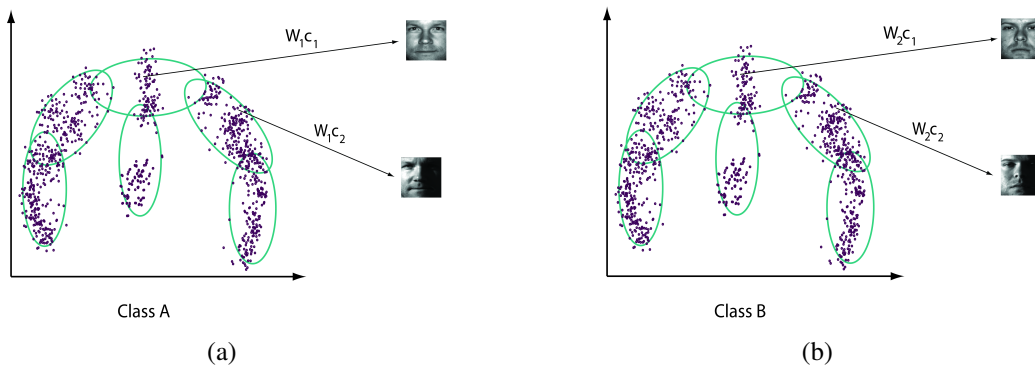 W₁c₁
W₁c₂
Class A
(a)
W₂c₁
W₂c₂
Class B
(b)